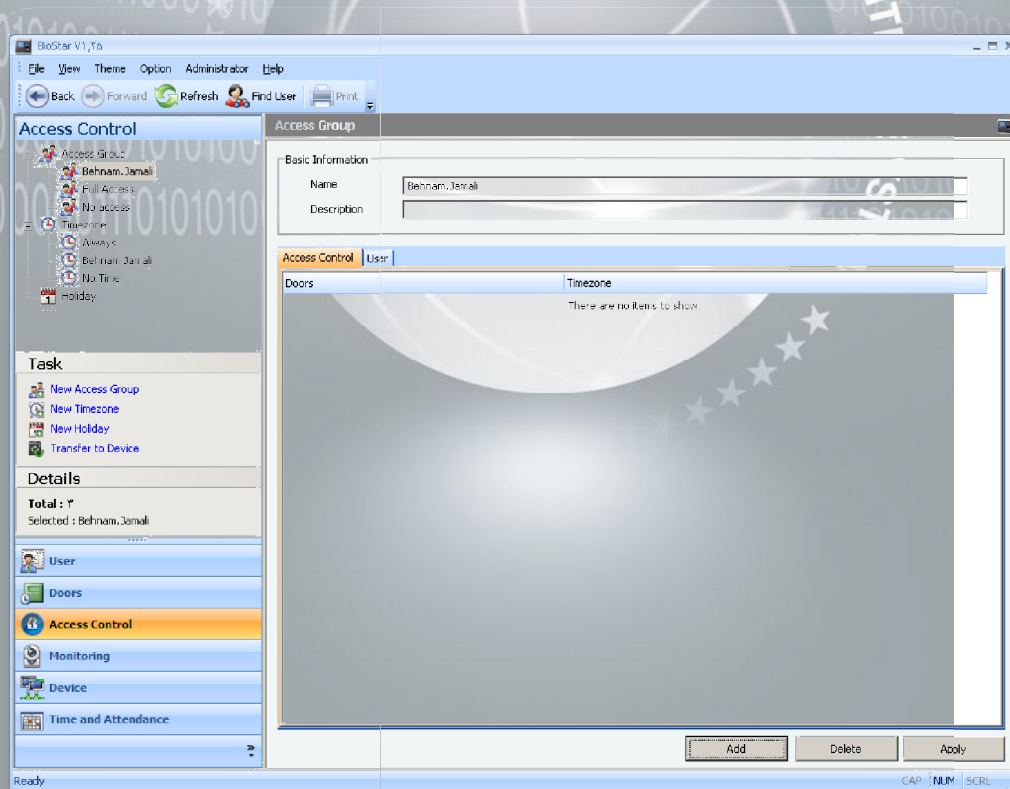 BioStar V۱,۲۵
File View Theme Option Administrator Help
Back Forward Refresh Find User Print
Access Control
Access Group
Behnam.Jamali
Full Access
No access
Timezone
Always
Behnam Jamali
No Time
Holiday
Task
New Access Group
New Timezone
New Holiday
Transfer to Device
Details
Total : ۳
Selected : Behnam.Jamali
User
Doors
Access Control
Monitoring
Device
Time and Attendance
Ready
Access Group
Basic Information
Name Behnam.Jamali
Description
Access Control User
Doors Timezone
There are no items to show.
Add Delete Apply
CAP NUM SCRL